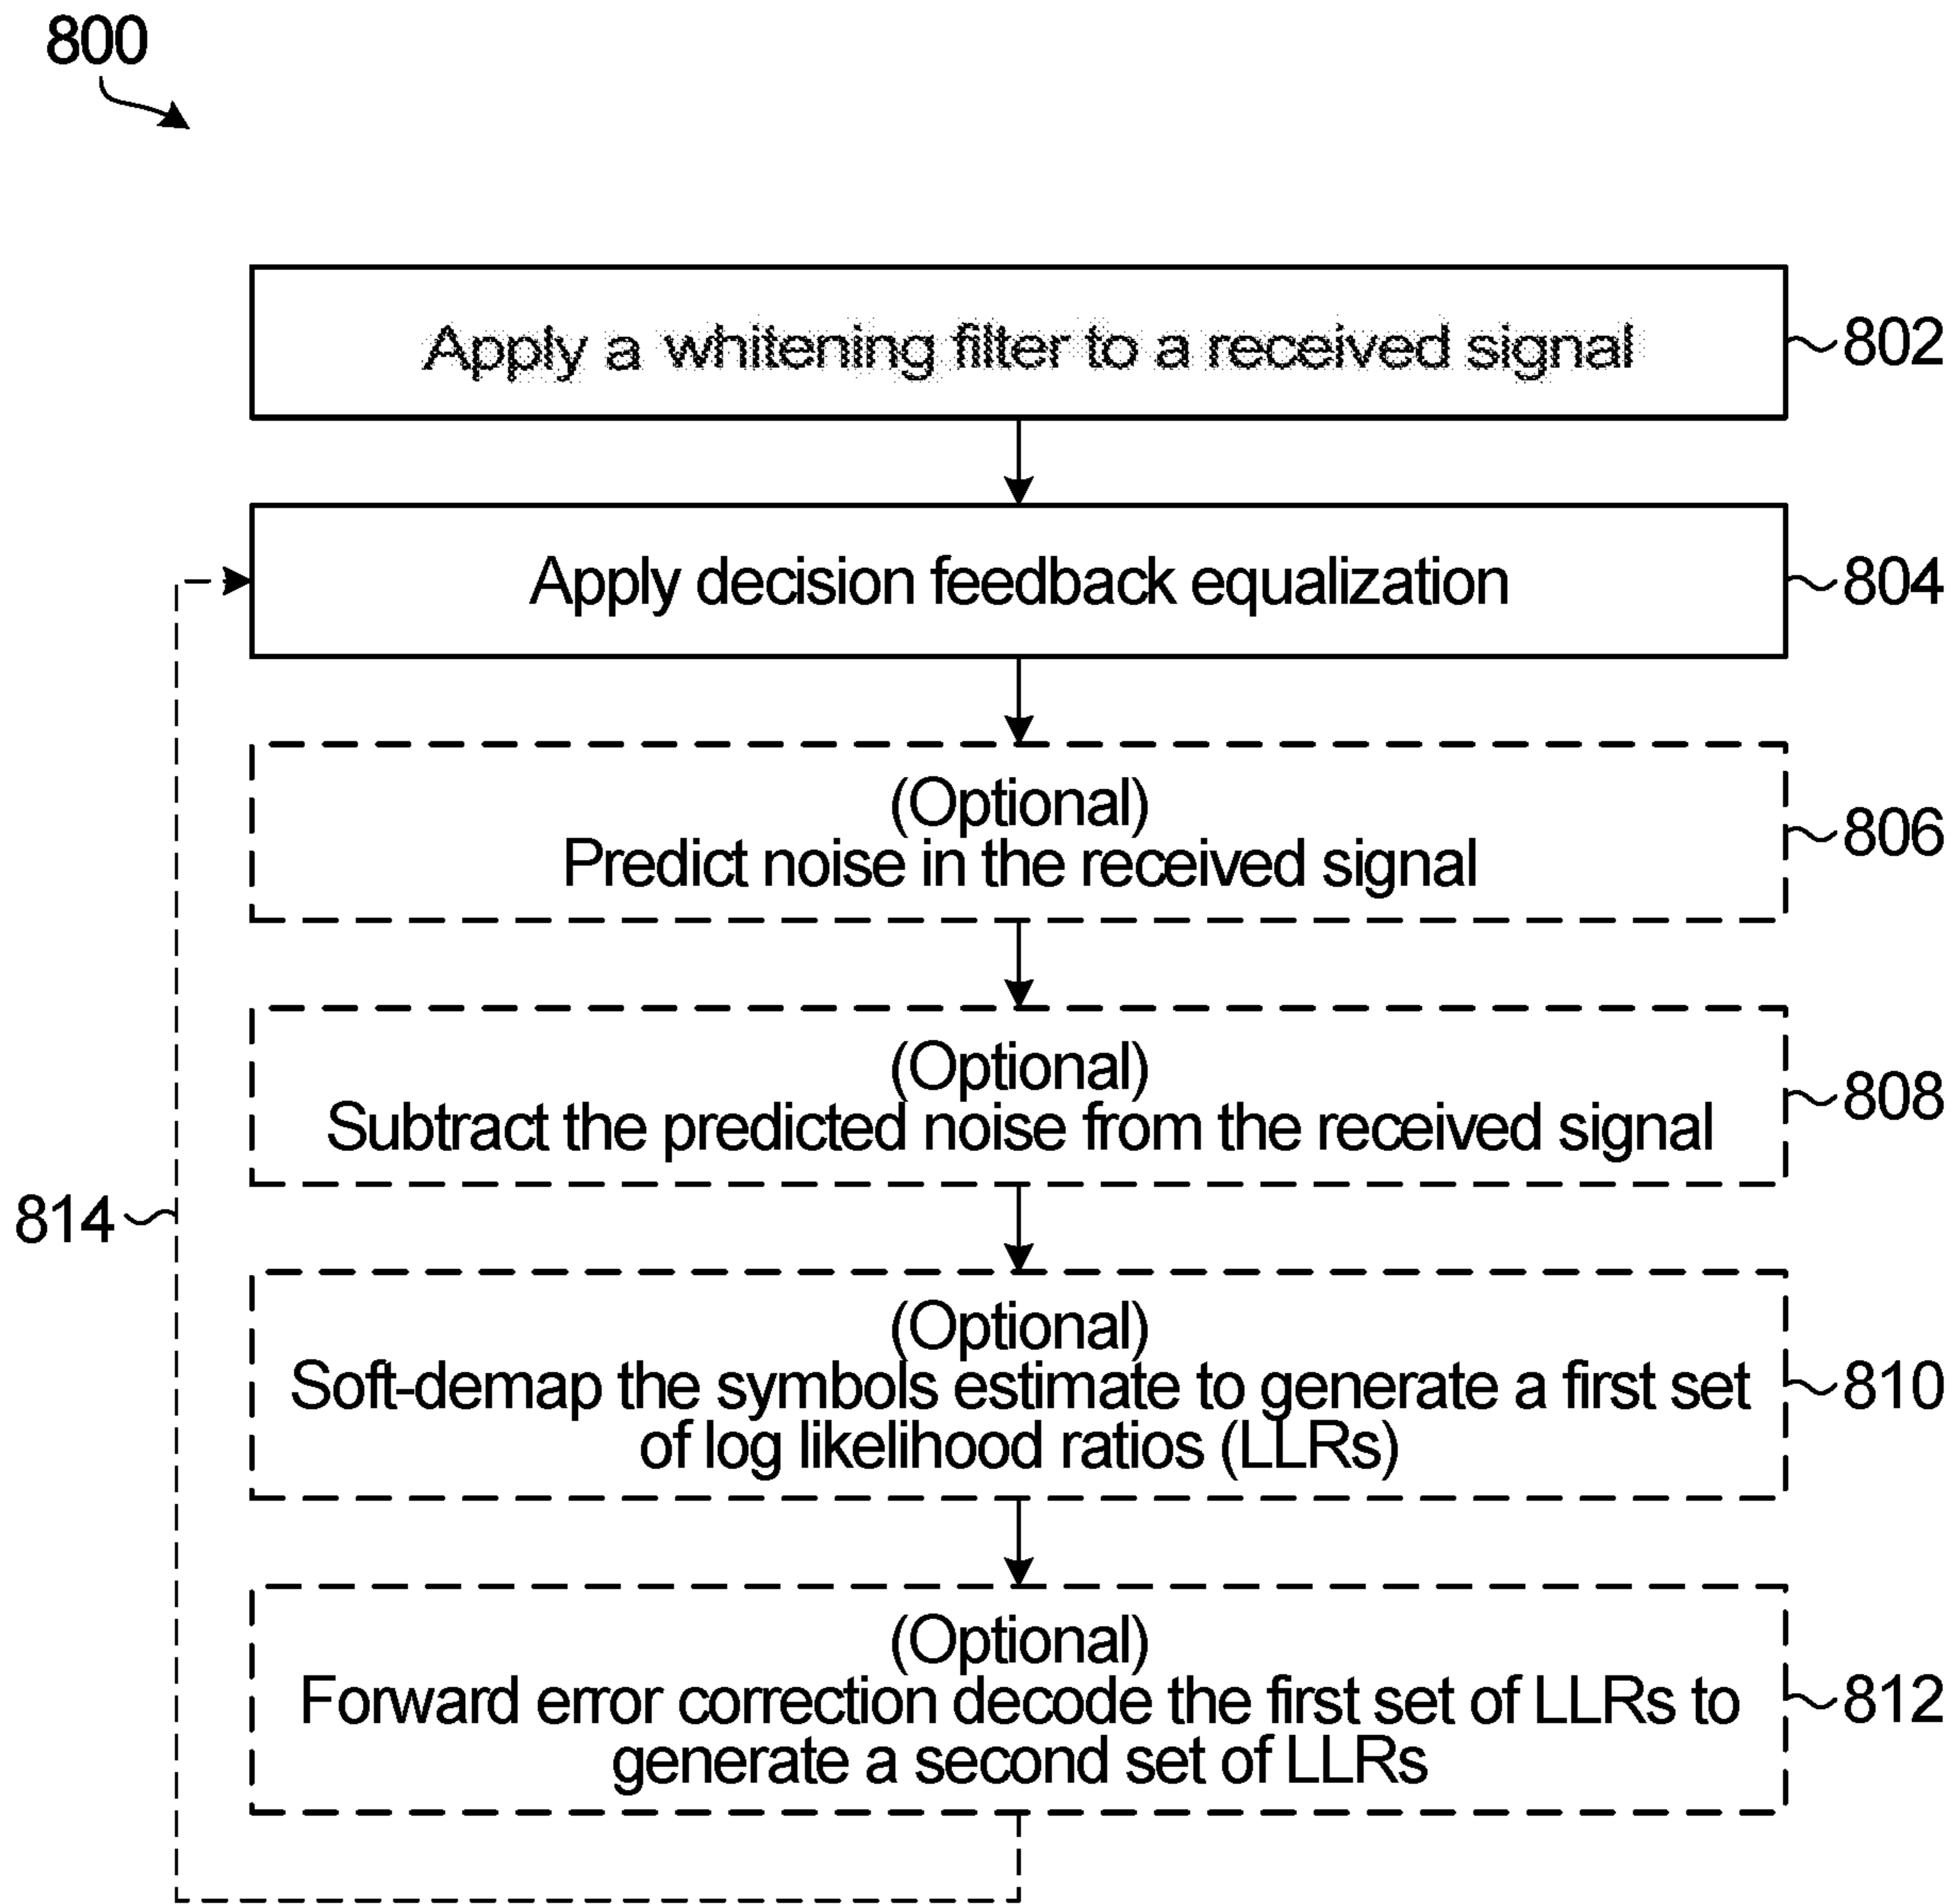 800
Apply a whitening filter to a received signal
802
Apply decision feedback equalization
804
(Optional)
Predict noise in the received signal
806
(Optional)
Subtract the predicted noise from the received signal
808
814
(Optional)
Soft-demap the symbols estimate to generate a first set
of log likelihood ratios (LLRs)
810
(Optional)
Forward error correction decode the first set of LLRs to
generate a second set of LLRs
812